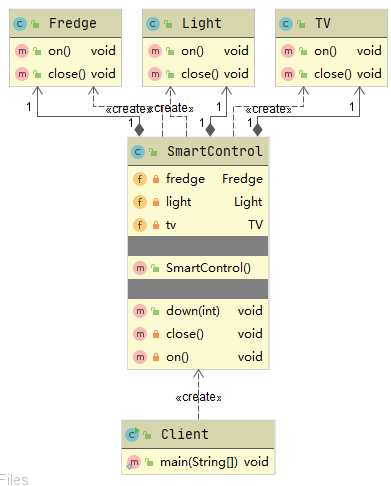 Fredge
on() void
close() void
Light
on() void
close() void
TV
on() void
close() void
1 «create» «create» 1 «create» 1
1 1 1
SmartControl
fredge Fredge
light Light
tv TV
SmartControl()
down(int) void
close() void
on() void
«create»
Client
main(String[]) void
Files